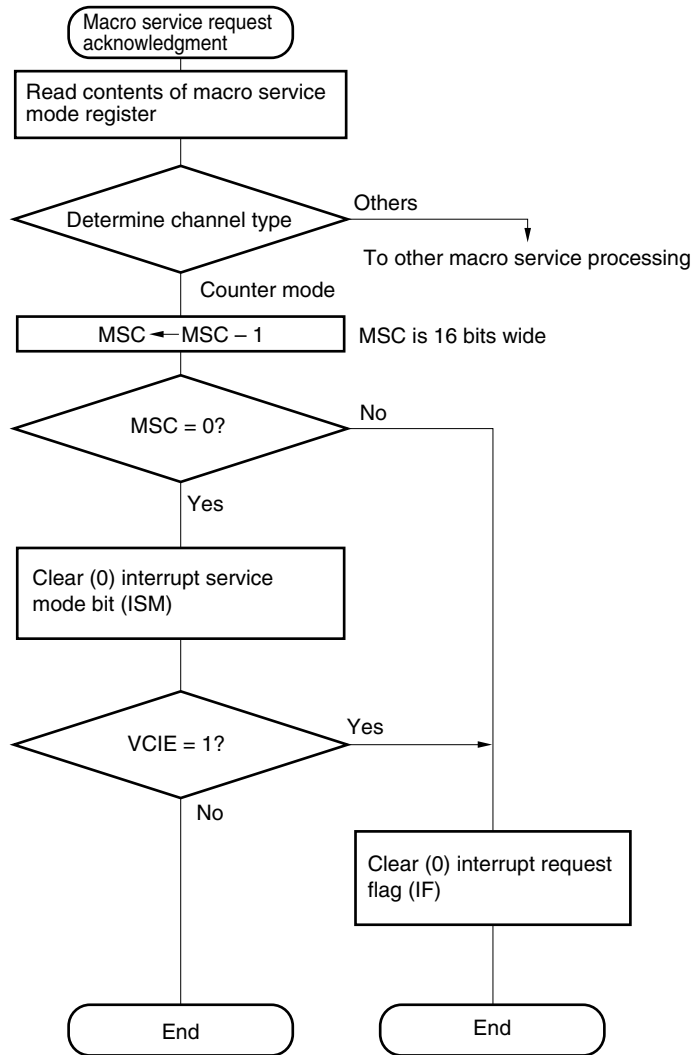 Macro service request
acknowledgment
Read contents of macro service
mode register
Determine channel type
Others
To other macro service processing
Counter mode
MSC ← MSC – 1
MSC is 16 bits wide
MSC = 0?
No
Yes
Clear (0) interrupt service
mode bit (ISM)
VCIE = 1?
Yes
No
Clear (0) interrupt request
flag (IF)
End
End